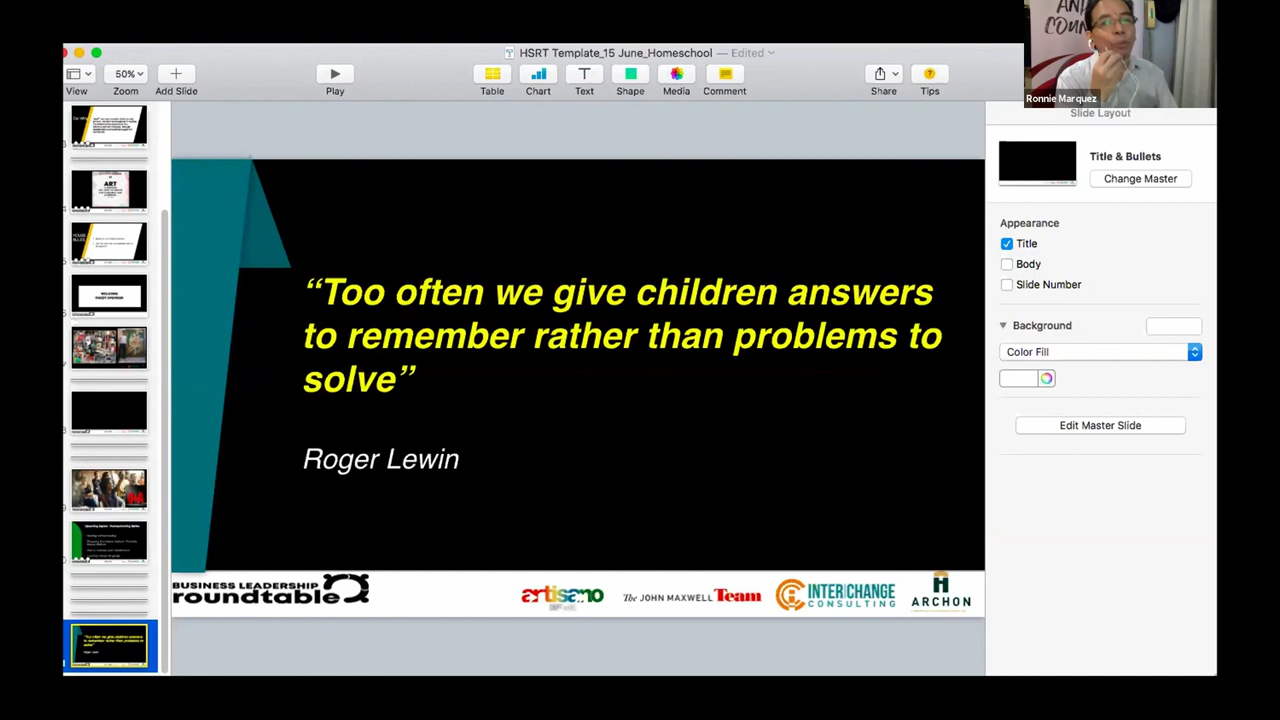 HSRT Template_15 June_Homeschool — Edited
50%
View
Zoom
Add Slide
Play
Table
Chart
Text
Shape
Media
Comment
Share
Tips
Ronnie Marquez
Slide Layout
Title & Bullets
Change Master
Appearance
Title
Body
Slide Number
Background
Color Fill
Edit Master Slide
ART
“Too often we give children answers
to remember rather than problems to
solve”
Roger Lewin
BUSINESS LEADERSHIP
roundtable
artisano
The JOHN MAXWELL Team
INTER|CHANGE
CONSULTING
ARCHON